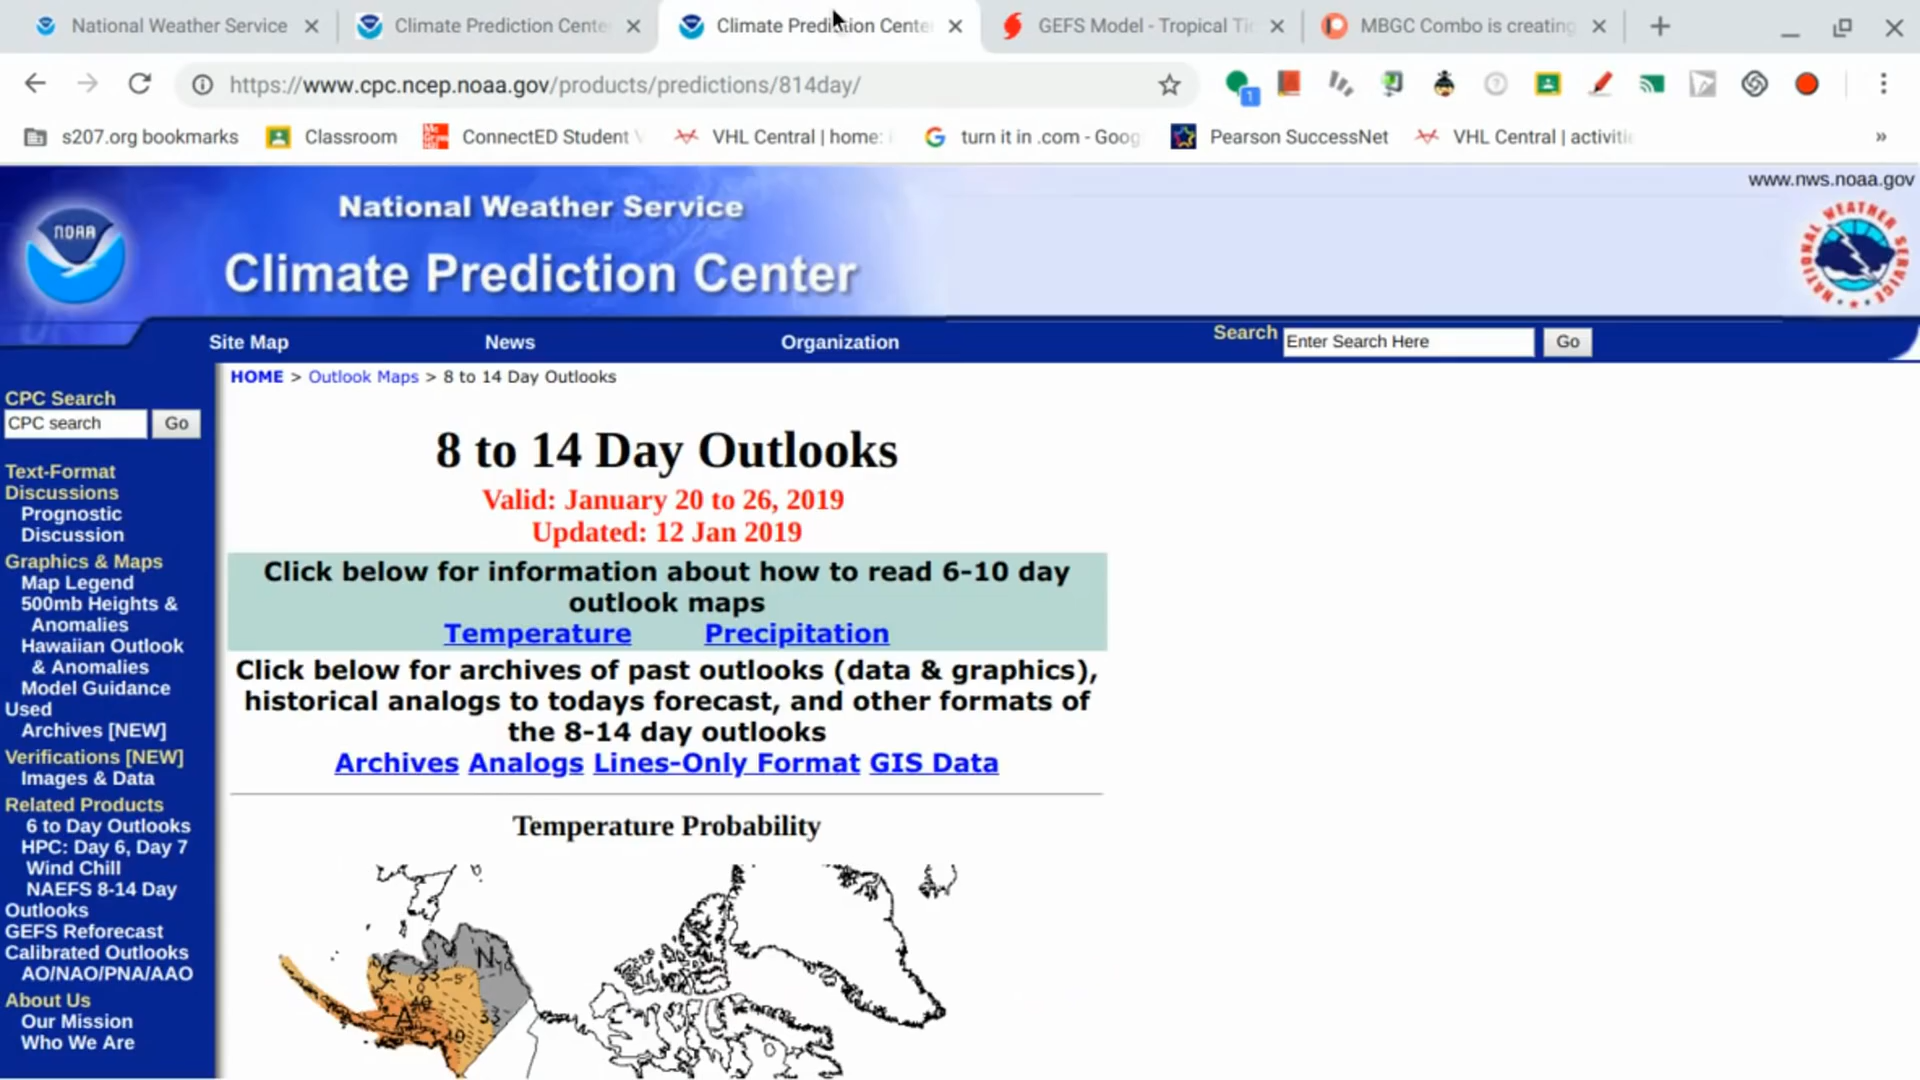 National Weather Service
Climate Prediction Cente
Climate Prediction Cente
GEFS Model - Tropical Ti
MBGC Combo is creating
https://www.cpc.ncep.noaa.gov/products/predictions/814day/
1
s207.org bookmarks
Classroom
ConnectED Student
VHL Central | home:
turn it in .com - Goog
Pearson SuccessNet
VHL Central | activiti
www.nws.noaa.gov
NOAA
National Weather Service
Climate Prediction Center
NATIONAL WEATHER SERVICE
Site Map
News
Organization
Search
Enter Search Here
Go
HOME > Outlook Maps > 8 to 14 Day Outlooks
CPC Search
CPC search
Go
Text-Format
Discussions
Prognostic
Discussion
Graphics & Maps
Map Legend
500mb Heights &
Anomalies
Hawaiian Outlook
& Anomalies
Model Guidance
Used
Archives [NEW]
Verifications [NEW]
Images & Data
Related Products
6 to Day Outlooks
HPC: Day 6, Day 7
Wind Chill
NAEFS 8-14 Day
Outlooks
GEFS Reforecast
Calibrated Outlooks
AO/NAO/PNA/AAO
About Us
Our Mission
Who We Are
8 to 14 Day Outlooks
Valid: January 20 to 26, 2019
Updated: 12 Jan 2019
Click below for information about how to read 6-10 day
outlook maps
Temperature Precipitation
Click below for archives of past outlooks (data & graphics),
historical analogs to todays forecast, and other formats of
the 8-14 day outlooks
Archives Analogs Lines-Only Format GIS Data
Temperature Probability
N
33
40
A
33
40